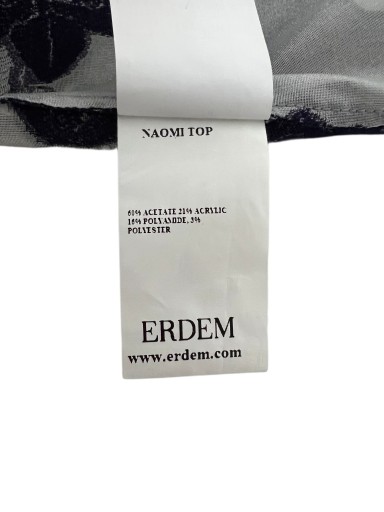 NAOMI TOP
61% ACETATE 21% ACRYLIC
15% POLYAMIDE, 3%
POLYESTER
ERDEM
www.erdem.com